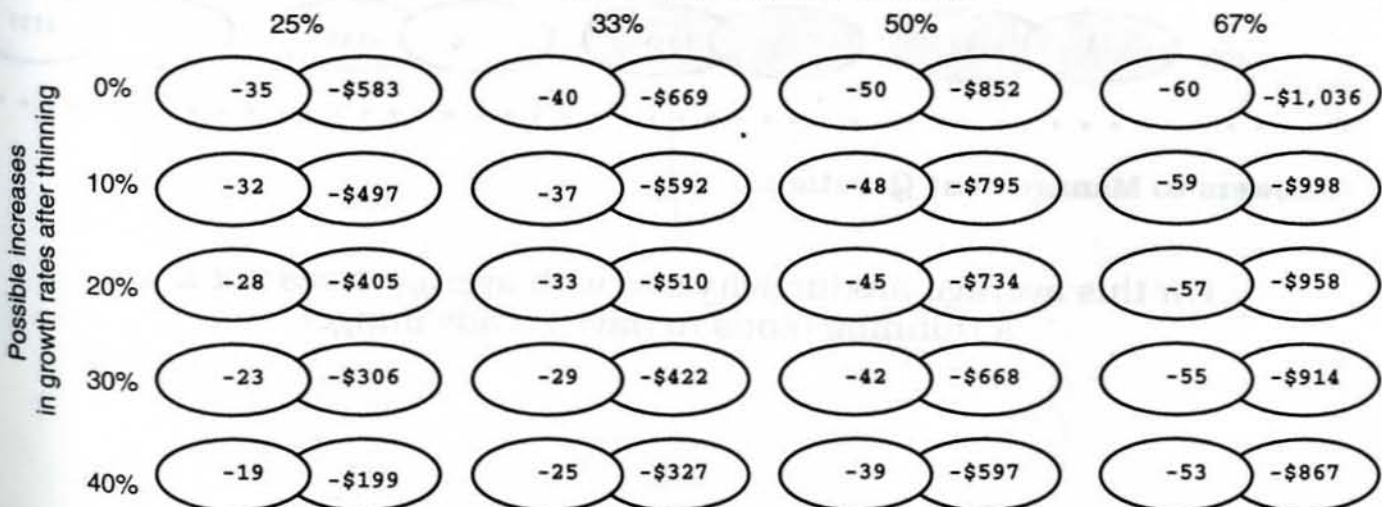 25% 33% 50% 67%
0% -35 -$583 -40 -$669 -50 -$852 -60 -$1,036
10% -32 -$497 -37 -$592 -48 -$795 -59 -$998
Possible increases
in growth rates after thinning
20% -28 -$405 -33 -$510 -45 -$734 -57 -$958
30% -23 -$306 -29 -$422 -42 -$668 -55 -$914
40% -19 -$199 -25 -$327 -39 -$597 -53 -$867